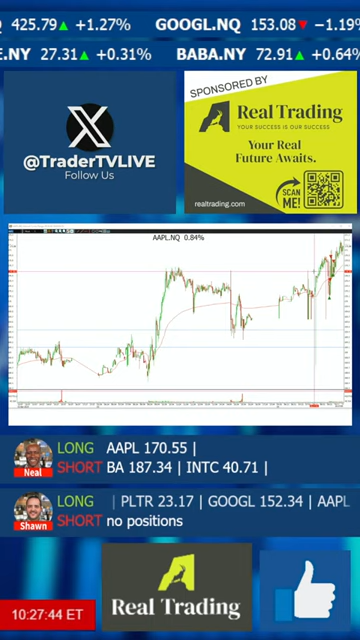 425.79 +1.27% GOOGL.NQ 153.08 −1.19%
.NY 27.31 +0.31% BABA.NY 72.91 +0.64%
X
@TraderTVLIVE
Follow Us
SPONSORED BY
Real Trading
YOUR SUCCESS IS OUR SUCCESS
Your Real
Future Awaits.
SCAN
ME!
realtrading.com
AAPL.NQ 0.84%
LONG AAPL 170.55 |
SHORT BA 187.34 | INTC 40.71 |
Neal
LONG | PLTR 23.17 | GOOGL 152.34 | AAPL
SHORT no positions
Shawn
Real Trading
10:27:44 ET